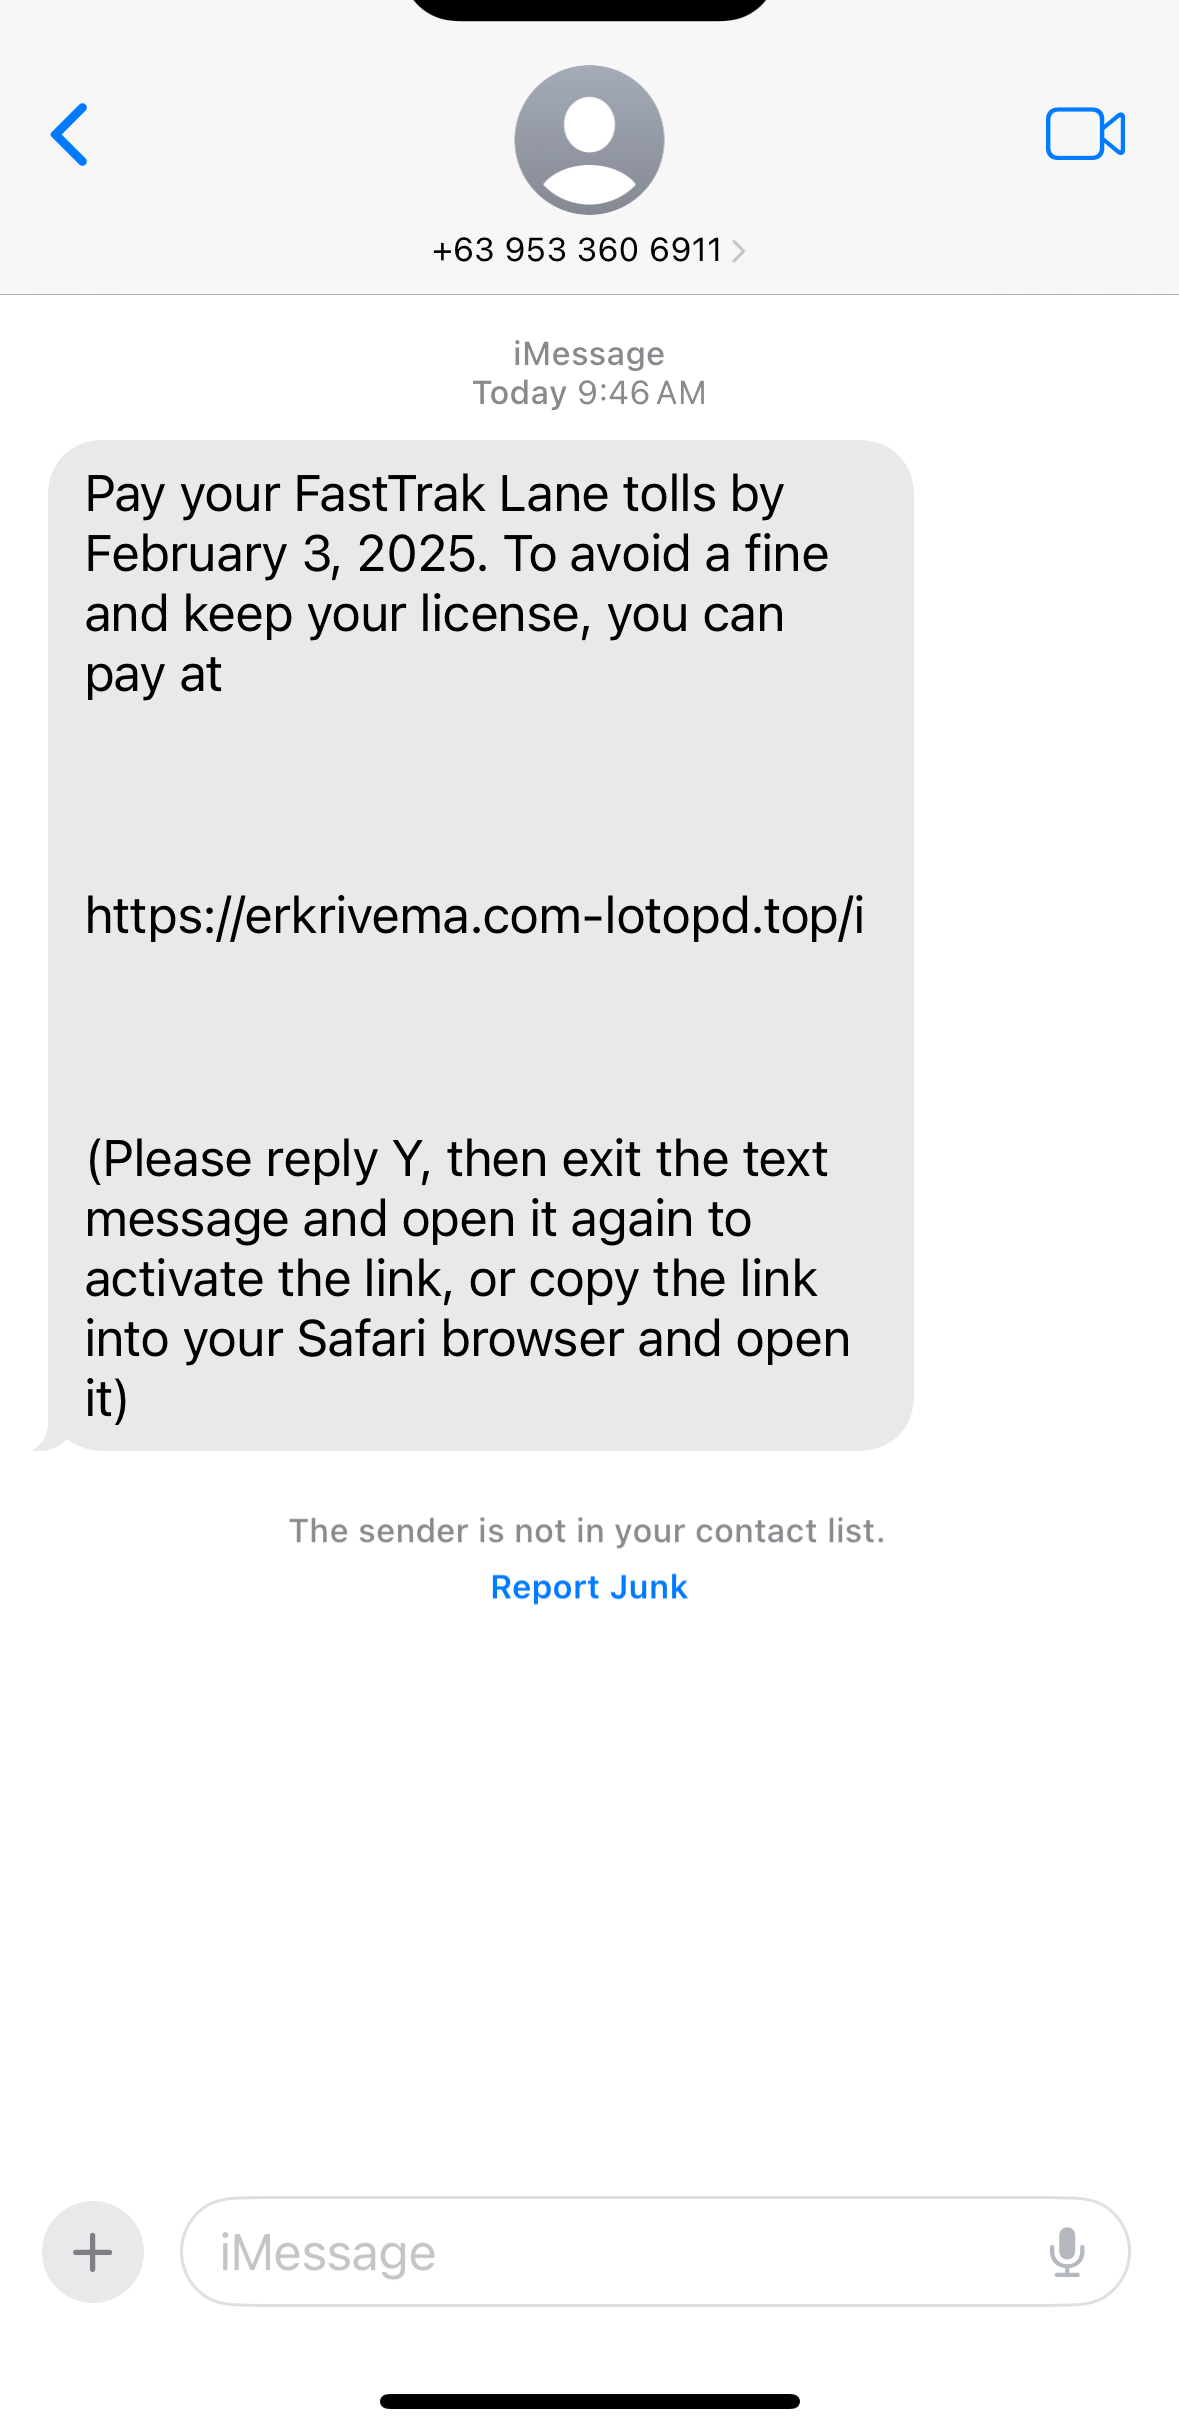 +63 953 360 6911
iMessage
Today 9:46 AM
Pay your FastTrak Lane tolls by
February 3, 2025. To avoid a fine
and keep your license, you can
pay at
https://erkrivema.com-lotopd.top/i
(Please reply Y, then exit the text
message and open it again to
activate the link, or copy the link
into your Safari browser and open
it)
The sender is not in your contact list.
Report Junk
iMessage